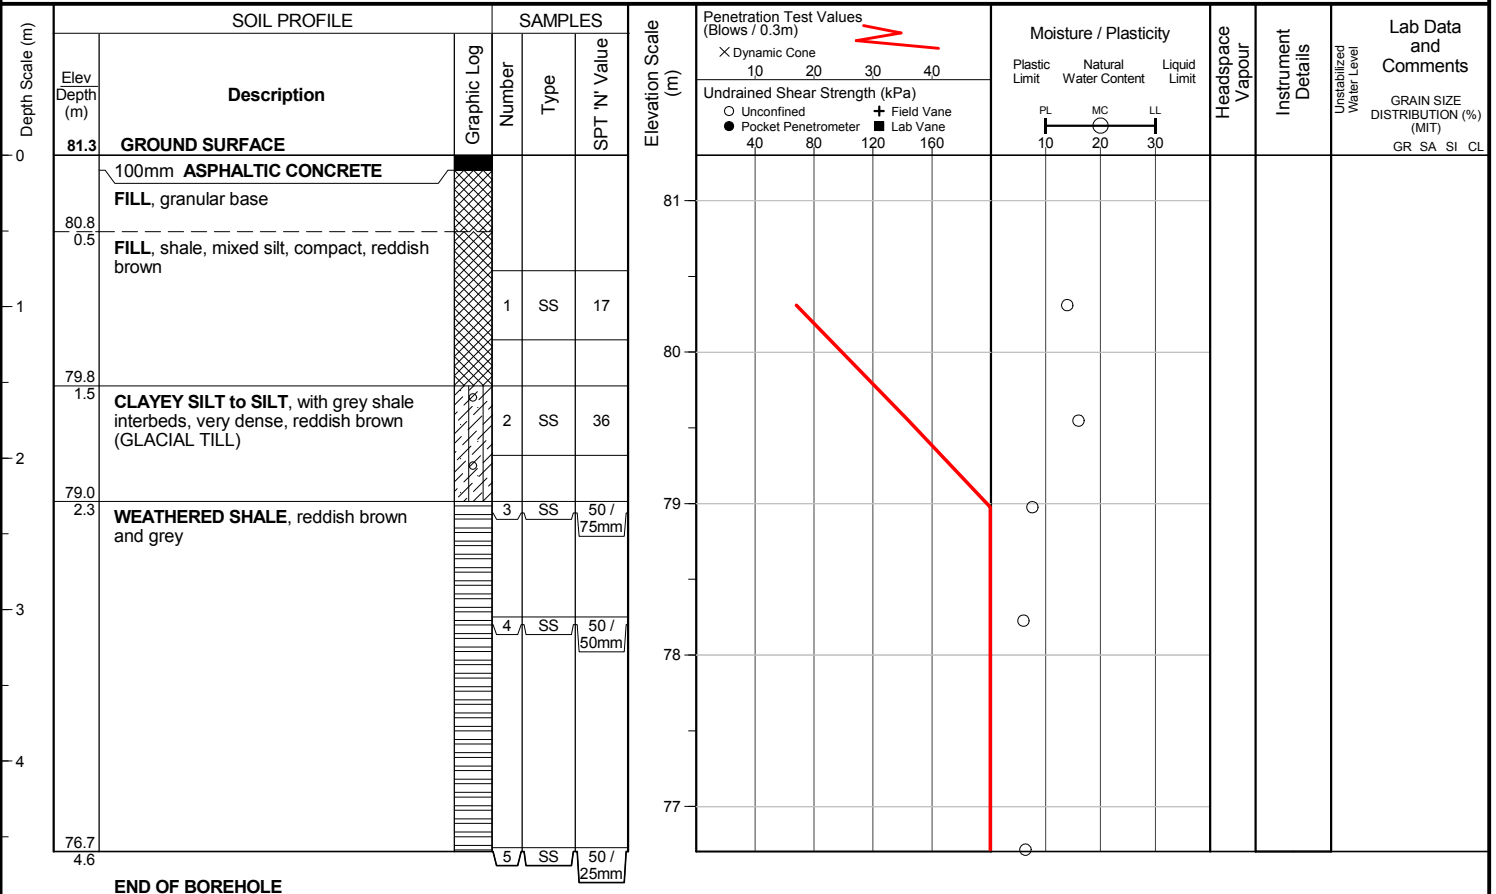 SOIL PROFILE
SAMPLES
Depth Scale (m)
Elev
Depth
(m)
Description
Graphic Log
Number
Type
SPT 'N' Value
Elevation Scale
(m)
Penetration Test Values
(Blows / 0.3m)
× Dynamic Cone
10 20 30 40
Undrained Shear Strength (kPa)
Unconfined
Field Vane
Pocket Penetrometer
Lab Vane
40 80 120 160
Moisture / Plasticity
Plastic
Limit
Natural
Water Content
Liquid
Limit
PL MC LL
10 20 30
Headspace
Vapour
Instrument
Details
Unstabilized
Water Level
Lab Data
and
Comments
GRAIN SIZE
DISTRIBUTION (%)
(MIT)
GR SA SI CL
81.3 GROUND SURFACE
0
100mm ASPHALTIC CONCRETE
FILL, granular base
81
80.8
0.5
FILL, shale, mixed silt, compact, reddish
brown
1
1 SS 17
80
79.8
1.5
CLAYEY SILT to SILT, with grey shale
interbeds, very dense, reddish brown
(GLACIAL TILL)
2 SS 36
2
79.0
2.3
79
WEATHERED SHALE, reddish brown
and grey
3 SS 50 /
75mm
3
4 SS 50 /
50mm
78
4
77
76.7
4.6
5 SS 50 /
25mm
END OF BOREHOLE